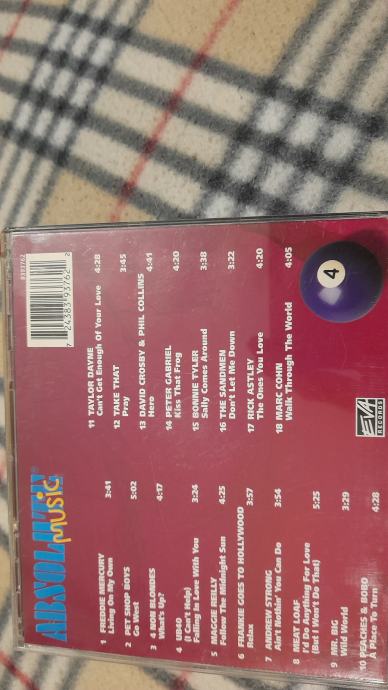 ABSOLUTE
music
1 FREDDIE MERCURY
Living On My Own 3:41
2 PET SHOP BOYS
Go West 5:02
3 4 NON BLONDES
What's Up? 4:17
4 UB40
(I Can't Help)
Falling In Love With You 3:24
5 MAGGIE REILLY
Follow The Midnight Sun 4:25
6 FRANKIE GOES TO HOLLYWOOD
Relax 3:57
7 ANDREW STRONG
Ain't Nothin' You Can Do 3:54
8 MEAT LOAF
I'd Do Anything For Love
(But I Won't Do That) 5:25
9 MR. BIG
Wild World 3:29
10 PEACHES & BOBO
A Place To Turn 4:28
11 TAYLOR DAYNE
Can't Get Enough Of Your Love 4:28
12 TAKE THAT
Pray 3:45
13 DAVID CROSBY & PHIL COLLINS
Hero 4:41
14 PETER GABRIEL
Kiss That Frog 4:20
15 BONNIE TYLER
Sally Comes Around 3:38
16 THE SANDMEN
Don't Let Me Down 3:22
17 RICK ASTLEY
The Ones You Love 4:20
18 MARC COHN
Walk Through The World 4:05
EVA
RECORDS
4
7 24383 93762 2
8393762